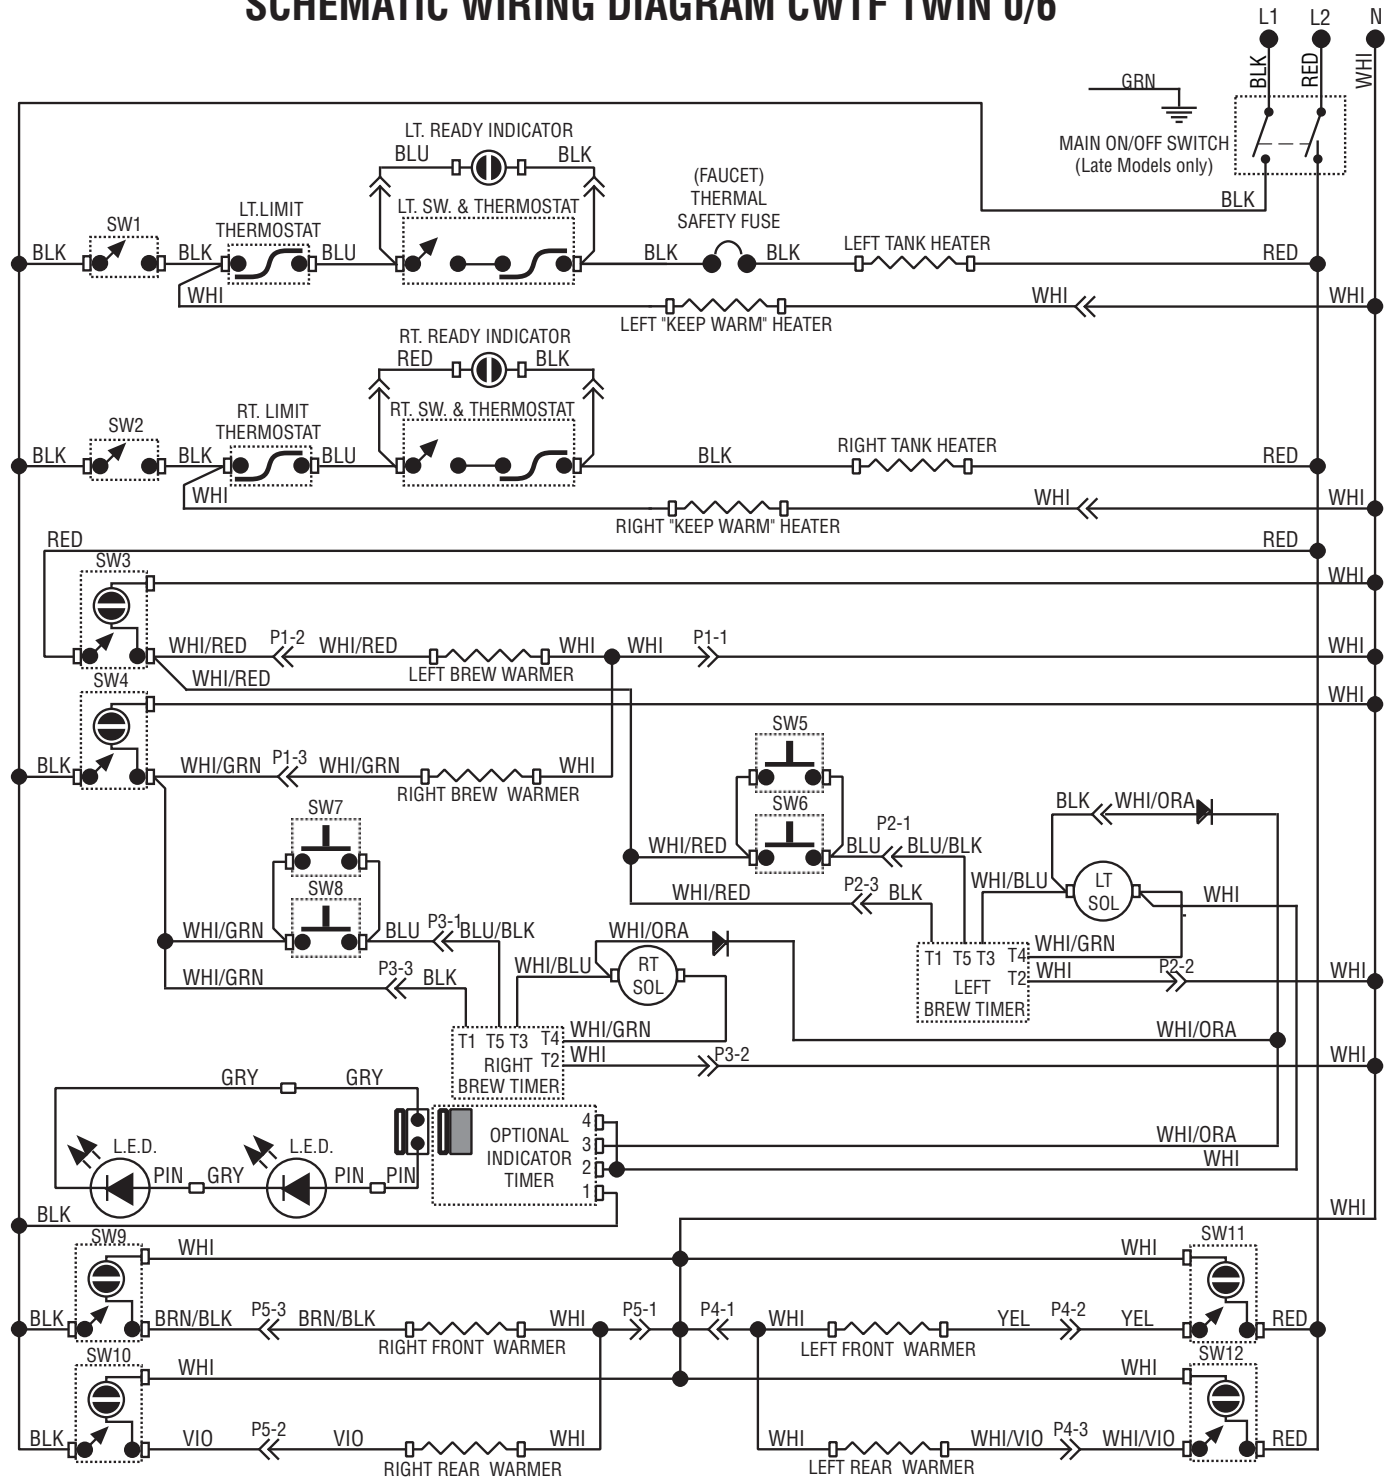 SCHEMATIC WIRING DIAGRAM CWTF TWIN 0/6
L1 L2 N
BLK RED WHI
GRN
MAIN ON/OFF SWITCH
(Late Models only)
BLK
LT. READY INDICATOR
BLU BLK
(FAUCET)
THERMAL
SAFETY FUSE
LT.LIMIT
THERMOSTAT
LT. SW. & THERMOSTAT
SW1
LEFT TANK HEATER
BLK BLK BLU BLK BLK RED
WHI WHI WHI
LEFT "KEEP WARM" HEATER
RT. READY INDICATOR
RED BLK
RT. LIMIT
THERMOSTAT
RT. SW. & THERMOSTAT
SW2
RIGHT TANK HEATER
BLK BLK BLU BLK RED
WHI WHI WHI
RIGHT "KEEP WARM" HEATER
RED RED
SW3
WHI
WHI/RED P1-2 WHI/RED WHI WHI P1-1 WHI
LEFT BREW WARMER
WHI/RED
SW4
WHI
BLK WHI/GRN P1-3 WHI/GRN WHI
RIGHT BREW WARMER
SW5
SW6
WHI/RED BLU P2-1 BLU/BLK
WHI/RED P2-3 BLK
BLK WHI/ORA
WHI/BLU
LT
SOL
WHI
SW7
SW8
WHI/GRN BLU P3-1 BLU/BLK
WHI/GRN P3-3 BLK
WHI/ORA
WHI/BLU
RT
SOL
T1 T5 T3 T4 WHI/GRN
T2 WHI P2-2 WHI
LEFT
BREW TIMER
T1 T5 T3 T4 WHI/GRN
WHI/ORA
RIGHT T2 WHI P3-2 WHI
BREW TIMER
GRY GRY
L.E.D. L.E.D.
PIN GRY PIN PIN
OPTIONAL
INDICATOR
TIMER
4
3
2
1
WHI/ORA
WHI
BLK
WHI
SW9
WHI WHI
SW11
BLK BRN/BLK P5-3 BRN/BLK WHI P5-1 P4-1 WHI YEL P4-2 YEL RED
RIGHT FRONT WARMER
LEFT FRONT WARMER
SW10
WHI WHI
SW12
BLK VIO P5-2 VIO WHI WHI WHI/VIO P4-3 WHI/VIO RED
RIGHT REAR WARMER
LEFT REAR WARMER